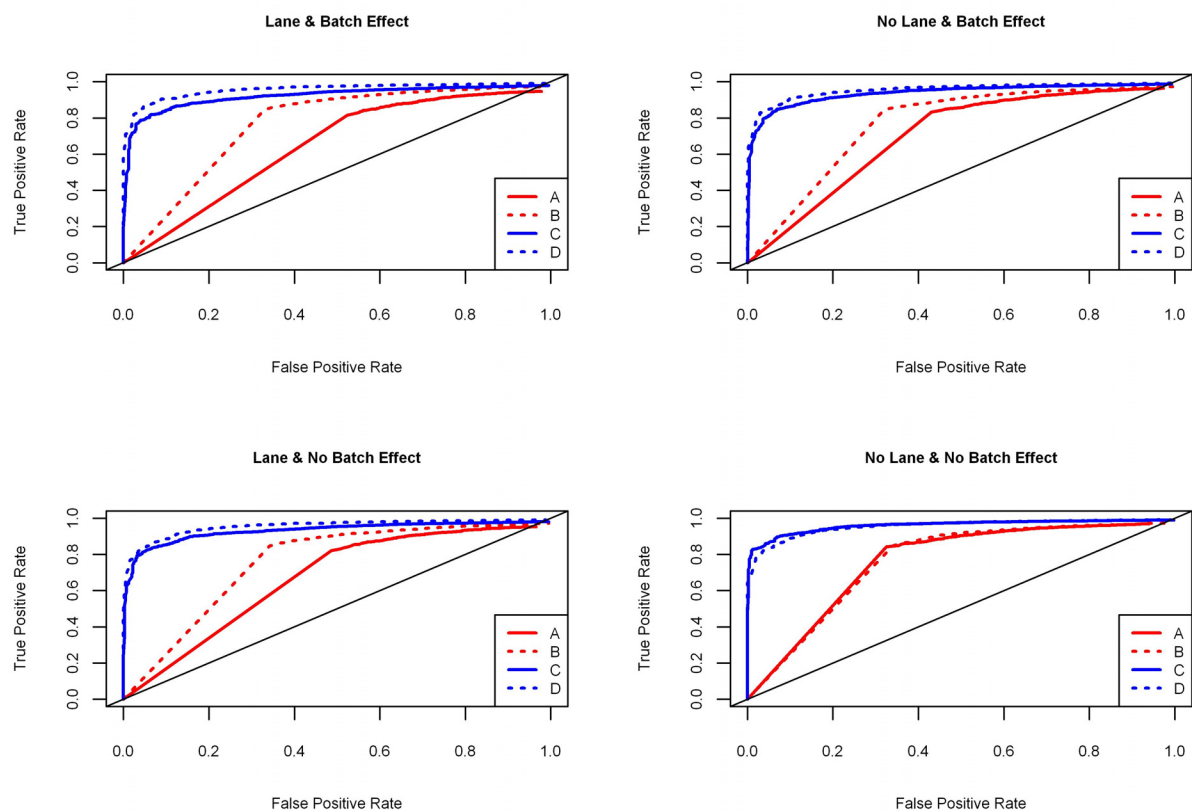 Lane & Batch Effect
True Positive Rate
1.0
0.8
0.6
0.4
0.2
0.0
A
B
C
D
0.0 0.2 0.4 0.6 0.8 1.0
False Positive Rate
No Lane & Batch Effect
True Positive Rate
1.0
0.8
0.6
0.4
0.2
0.0
A
B
C
D
0.0 0.2 0.4 0.6 0.8 1.0
False Positive Rate
Lane & No Batch Effect
True Positive Rate
1.0
0.8
0.6
0.4
0.2
0.0
A
B
C
D
0.0 0.2 0.4 0.6 0.8 1.0
False Positive Rate
No Lane & No Batch Effect
True Positive Rate
1.0
0.8
0.6
0.4
0.2
0.0
A
B
C
D
0.0 0.2 0.4 0.6 0.8 1.0
False Positive Rate